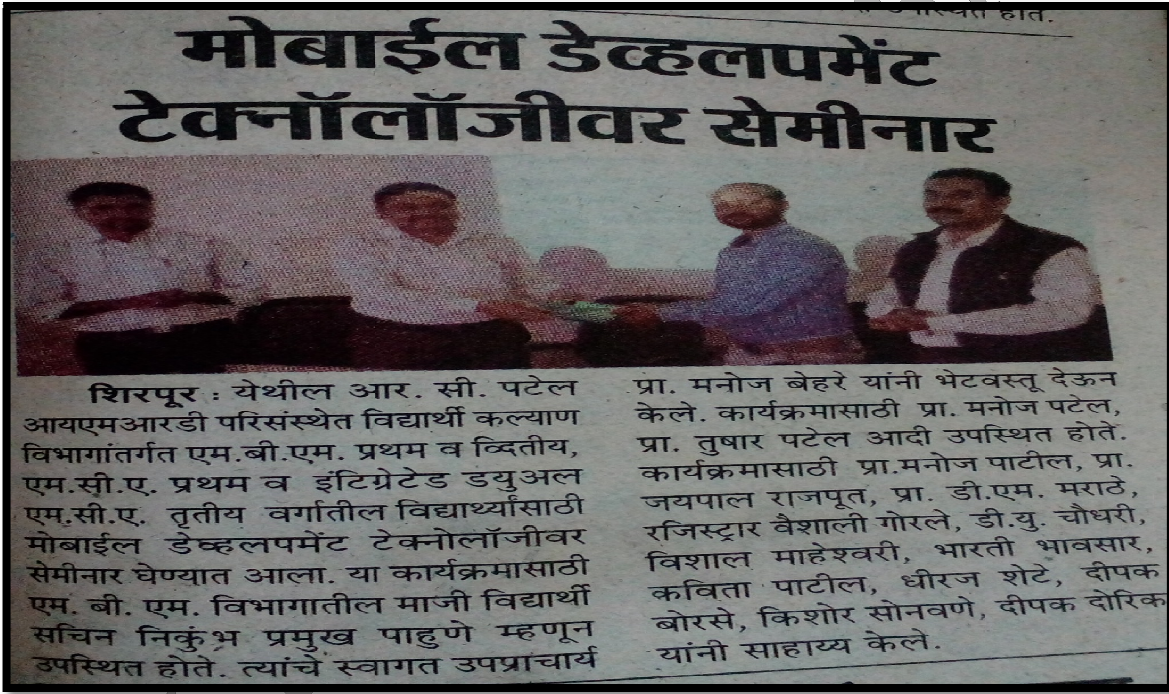 उपस्थित होते.
मोबाईल डेव्हलपमेंट
टेक्नॉलॉजीवर सेमीनार
शिरपूर : येथील आर. सी. पटेल
आयएमआरडी परिसंस्थेत विद्यार्थी कल्याण
विभागांतर्गत एम.बी.एम. प्रथम व व्दितीय,
एम.सी.ए. प्रथम व इंटिग्रेटेड डयुअल
एम.सी.ए. तृतीय वर्गातील विद्यार्थ्यांसाठी
मोबाईल डेव्हलपमेंट टेक्नोलॉजीवर
सेमीनार घेण्यात आला. या कार्यक्रमासाठी
एम. बी. एम. विभागातील माजी विद्यार्थी
सचिन निकुंभ प्रमुख पाहुणे म्हणून
उपस्थित होते. त्यांचे स्वागत उपप्राचार्य
प्रा. मनोज बेहरे यांनी भेटवस्तू देऊन
केले. कार्यक्रमासाठी प्रा. मनोज पटेल,
प्रा. तुषार पटेल आदी उपस्थित होते.
कार्यक्रमासाठी प्रा.मनोज पाटील, प्रा.
जयपाल राजपूत, प्रा. डी.एम. मराठे,
रजिस्ट्रार वैशाली गोरले, डी.यु. चौधरी,
विशाल माहेश्वरी, भारती भावसार,
कविता पाटील, धीरज शेटे, दीपक
बोरसे, किशोर सोनवणे, दीपक दोरिक
यांनी साहाय्य केले.